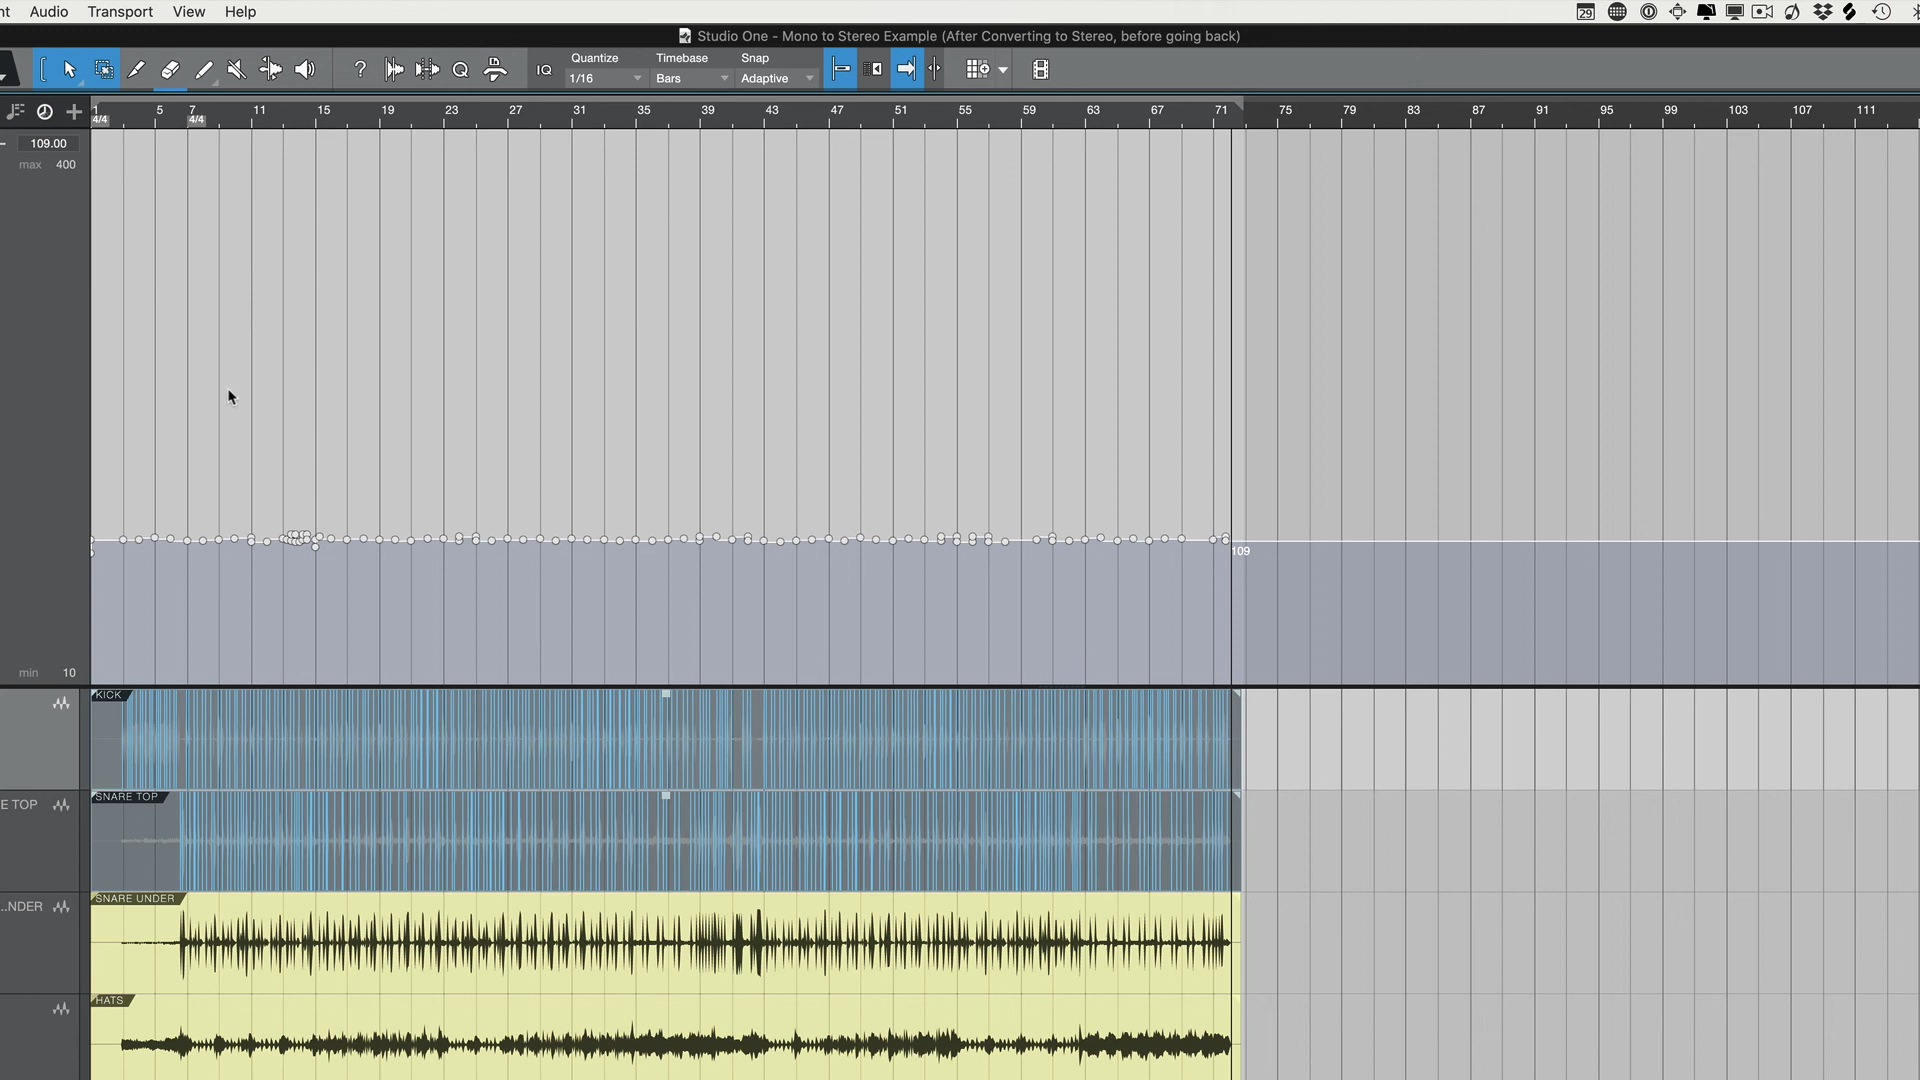 nt Audio Transport View Help 29
Studio One - Mono to Stereo Example (After Converting to Stereo, before going back)
Quantize Timebase Snap
IQ 1/16 Bars Adaptive
1 5 7 11 15 19 23 27 31 35 39 43 47 51 55 59 63 67 71 75 79 83 87 91 95 99 103 107 111
4/4 4/4
109.00
max 400
109
min 10
KICK
SNARE TOP
E TOP
SNARE UNDER
..NDER
HATS